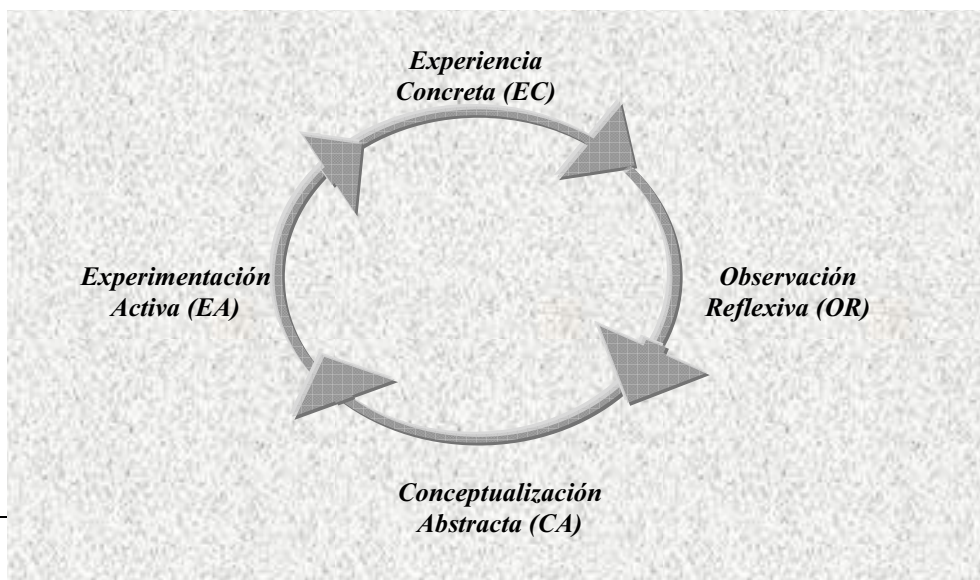 Experiencia
Concreta (EC)
Experimentación
Activa (EA)
Observación
Reflexiva (OR)
Conceptualización
Abstracta (CA)